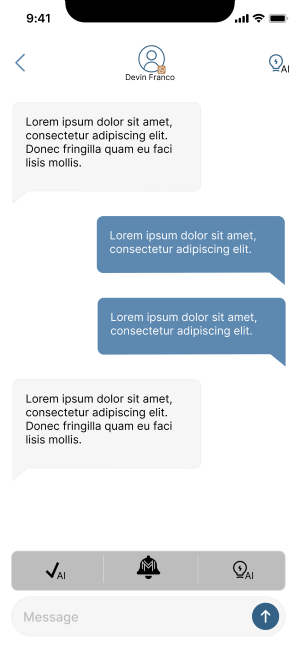 9:41
AI
Devin Franco
Lorem ipsum dolor sit amet,
consectetur adipiscing elit.
Donec fringilla quam eu faci
lisis mollis.
Lorem ipsum dolor sit amet,
consectetur adipiscing elit.
Lorem ipsum dolor sit amet,
consectetur adipiscing elit.
Lorem ipsum dolor sit amet,
consectetur adipiscing elit.
Donec fringilla quam eu faci
lisis mollis.
AI
M
AI
Message